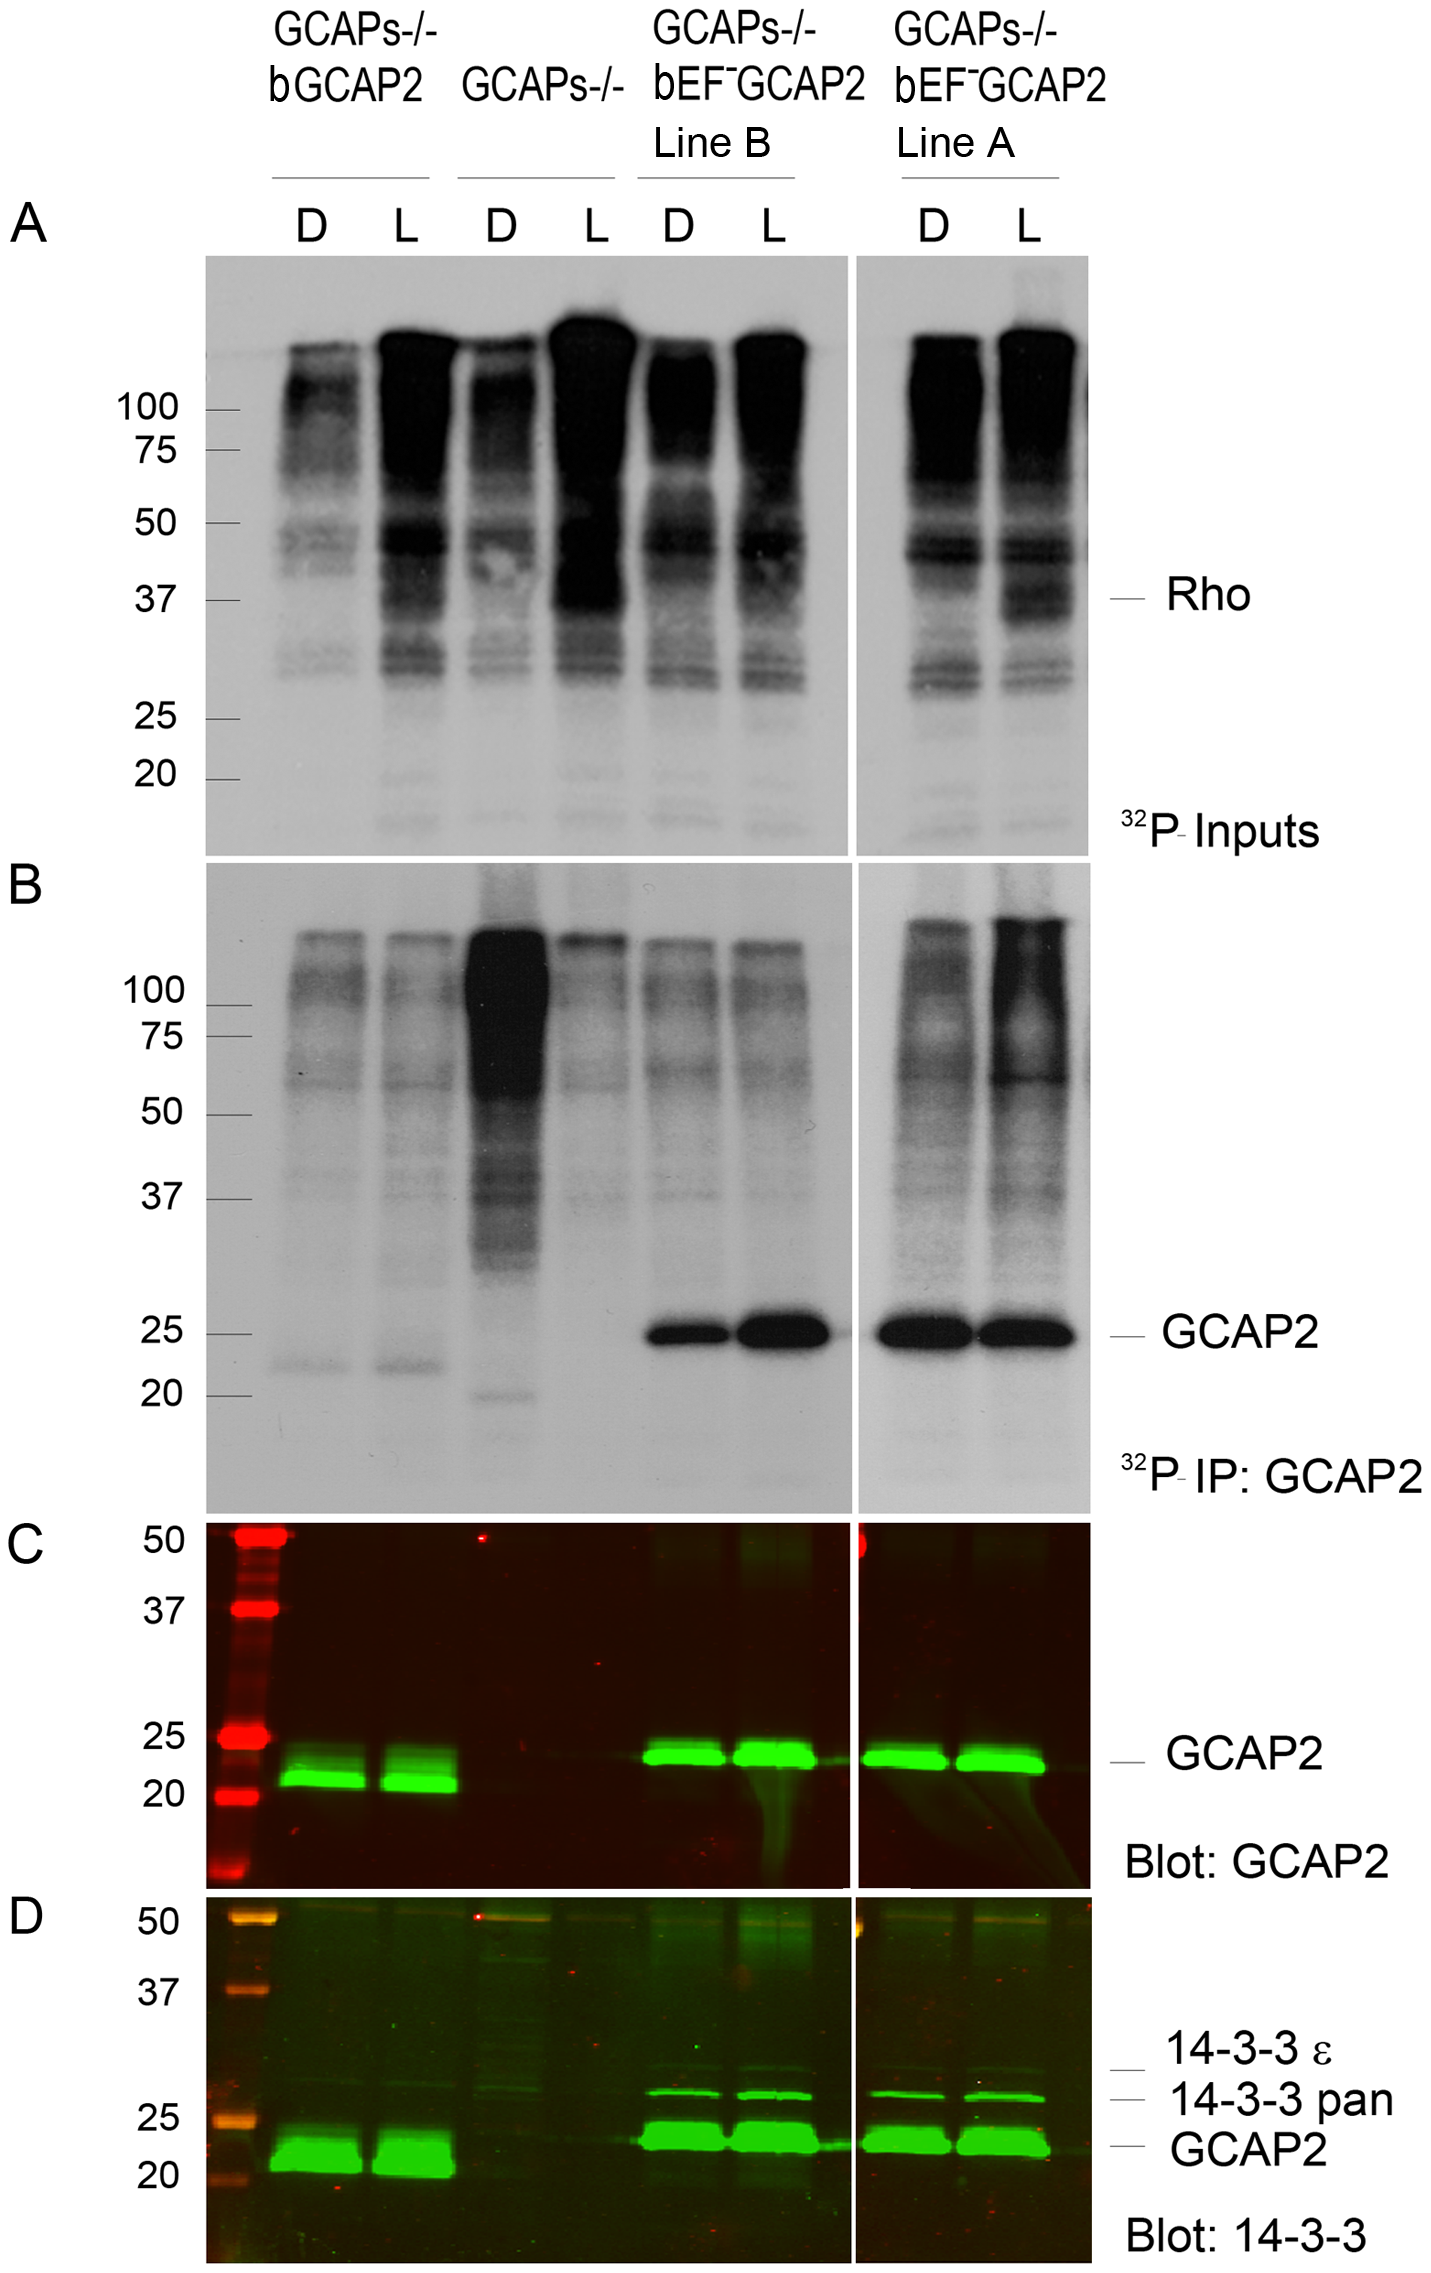 GCAPs-/- GCAPs-/- GCAPs-/-
bGCAP2 GCAPs-/- bEF⁻GCAP2 bEF⁻GCAP2
Line B Line A
A D L D L D L D L
100
75
50
37 Rho
25
20
³²P- Inputs
B
100
75
50
37
25 GCAP2
20
³²P- IP: GCAP2
C 50
37
25 GCAP2
20
Blot: GCAP2
D 50
37
14-3-3 ε
25 14-3-3 pan
GCAP2
20
Blot: 14-3-3